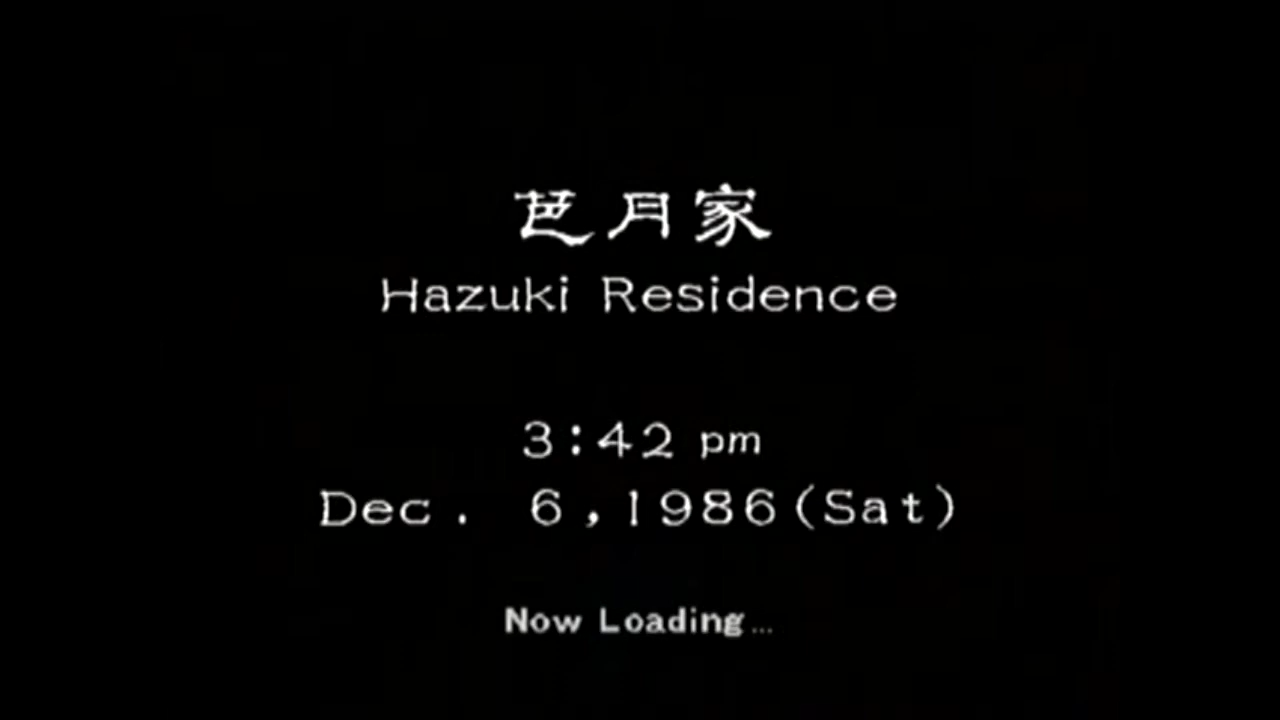 芭月家
Hazuki Residence
3:42 pm
Dec. 6,1986(Sat)
Now Loading...